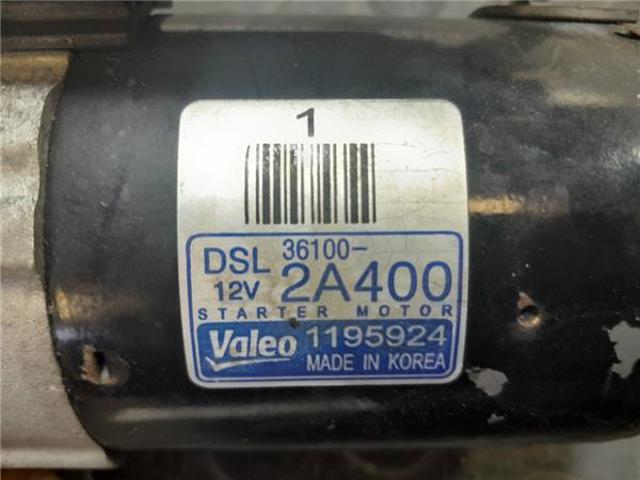 1
DSL 36100-
12V 2A400
STARTER MOTOR
Valeo 1195924
MADE IN KOREA